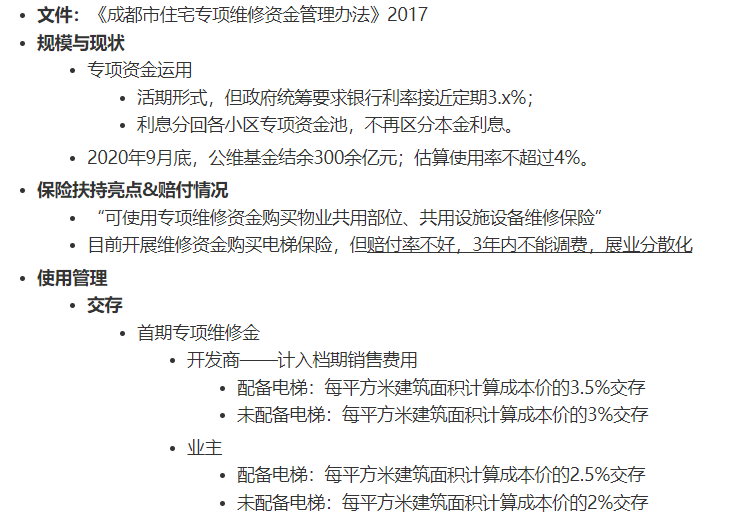 文件：《成都市住宅专项维修资金管理办法》2017
规模与现状
专项资金运用
活期形式，但政府统筹要求银行利率接近定期3.x%；
利息分回各小区专项资金池，不再区分本金利息。
2020年9月底，公维基金结余300余亿元；估算使用率不超过4%。
保险扶持亮点&赔付情况
“可使用专项维修资金购买物业共用部位、共用设施设备维修保险”
目前开展维修资金购买电梯保险，但赔付率不好，3年内不能调费，展业分散化
使用管理
交存
首期专项维修金
开发商——计入档期销售费用
配备电梯：每平方米建筑面积计算成本价的3.5%交存
未配备电梯：每平方米建筑面积计算成本价的3%交存
业主
配备电梯：每平方米建筑面积计算成本价的2.5%交存
未配备电梯：每平方米建筑面积计算成本价的2%交存